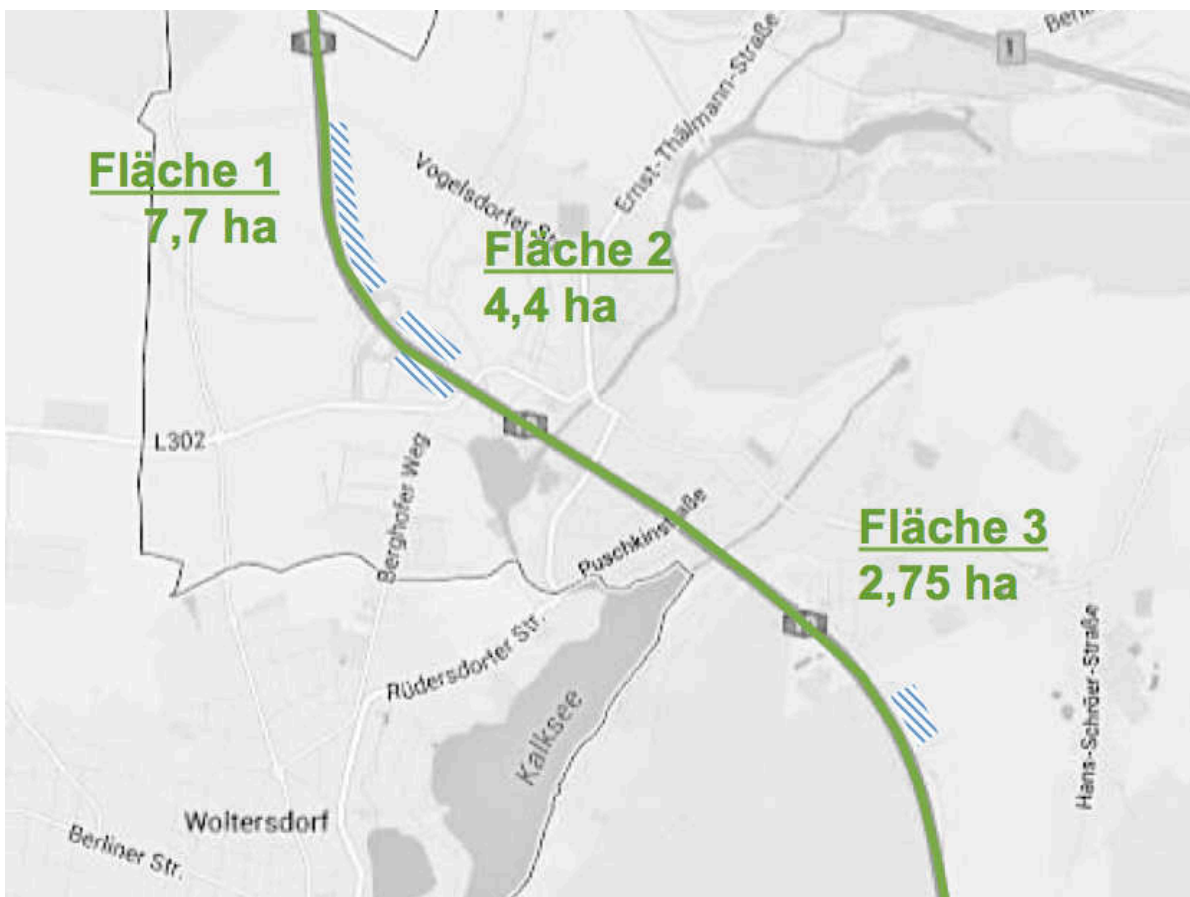 Berl
Ernst-Thälmann-Straße
Fläche 1
7,7 ha
Vogelsdorfer Str.
Fläche 2
4,4 ha
L302
Berghofer Weg
Puschkinstraße
Fläche 3
2,75 ha
Rüdersdorfer Str.
Kalksee
Hans-Schröer-Straße
Woltersdorf
Berliner Str.